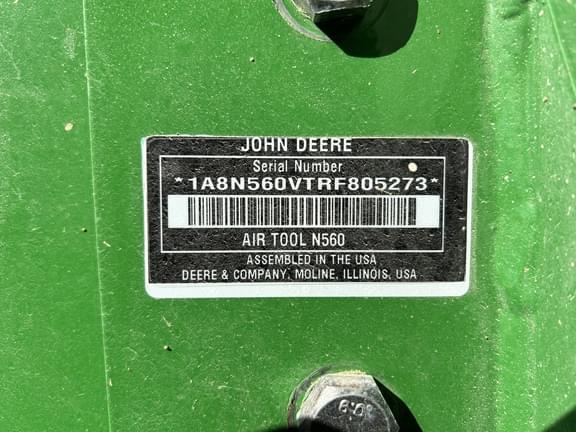 JOHN DEERE
Serial Number
*1A8N560VTRF805273*
AIR TOOL N560
ASSEMBLED IN THE USA
DEERE & COMPANY, MOLINE, ILLINOIS, USA